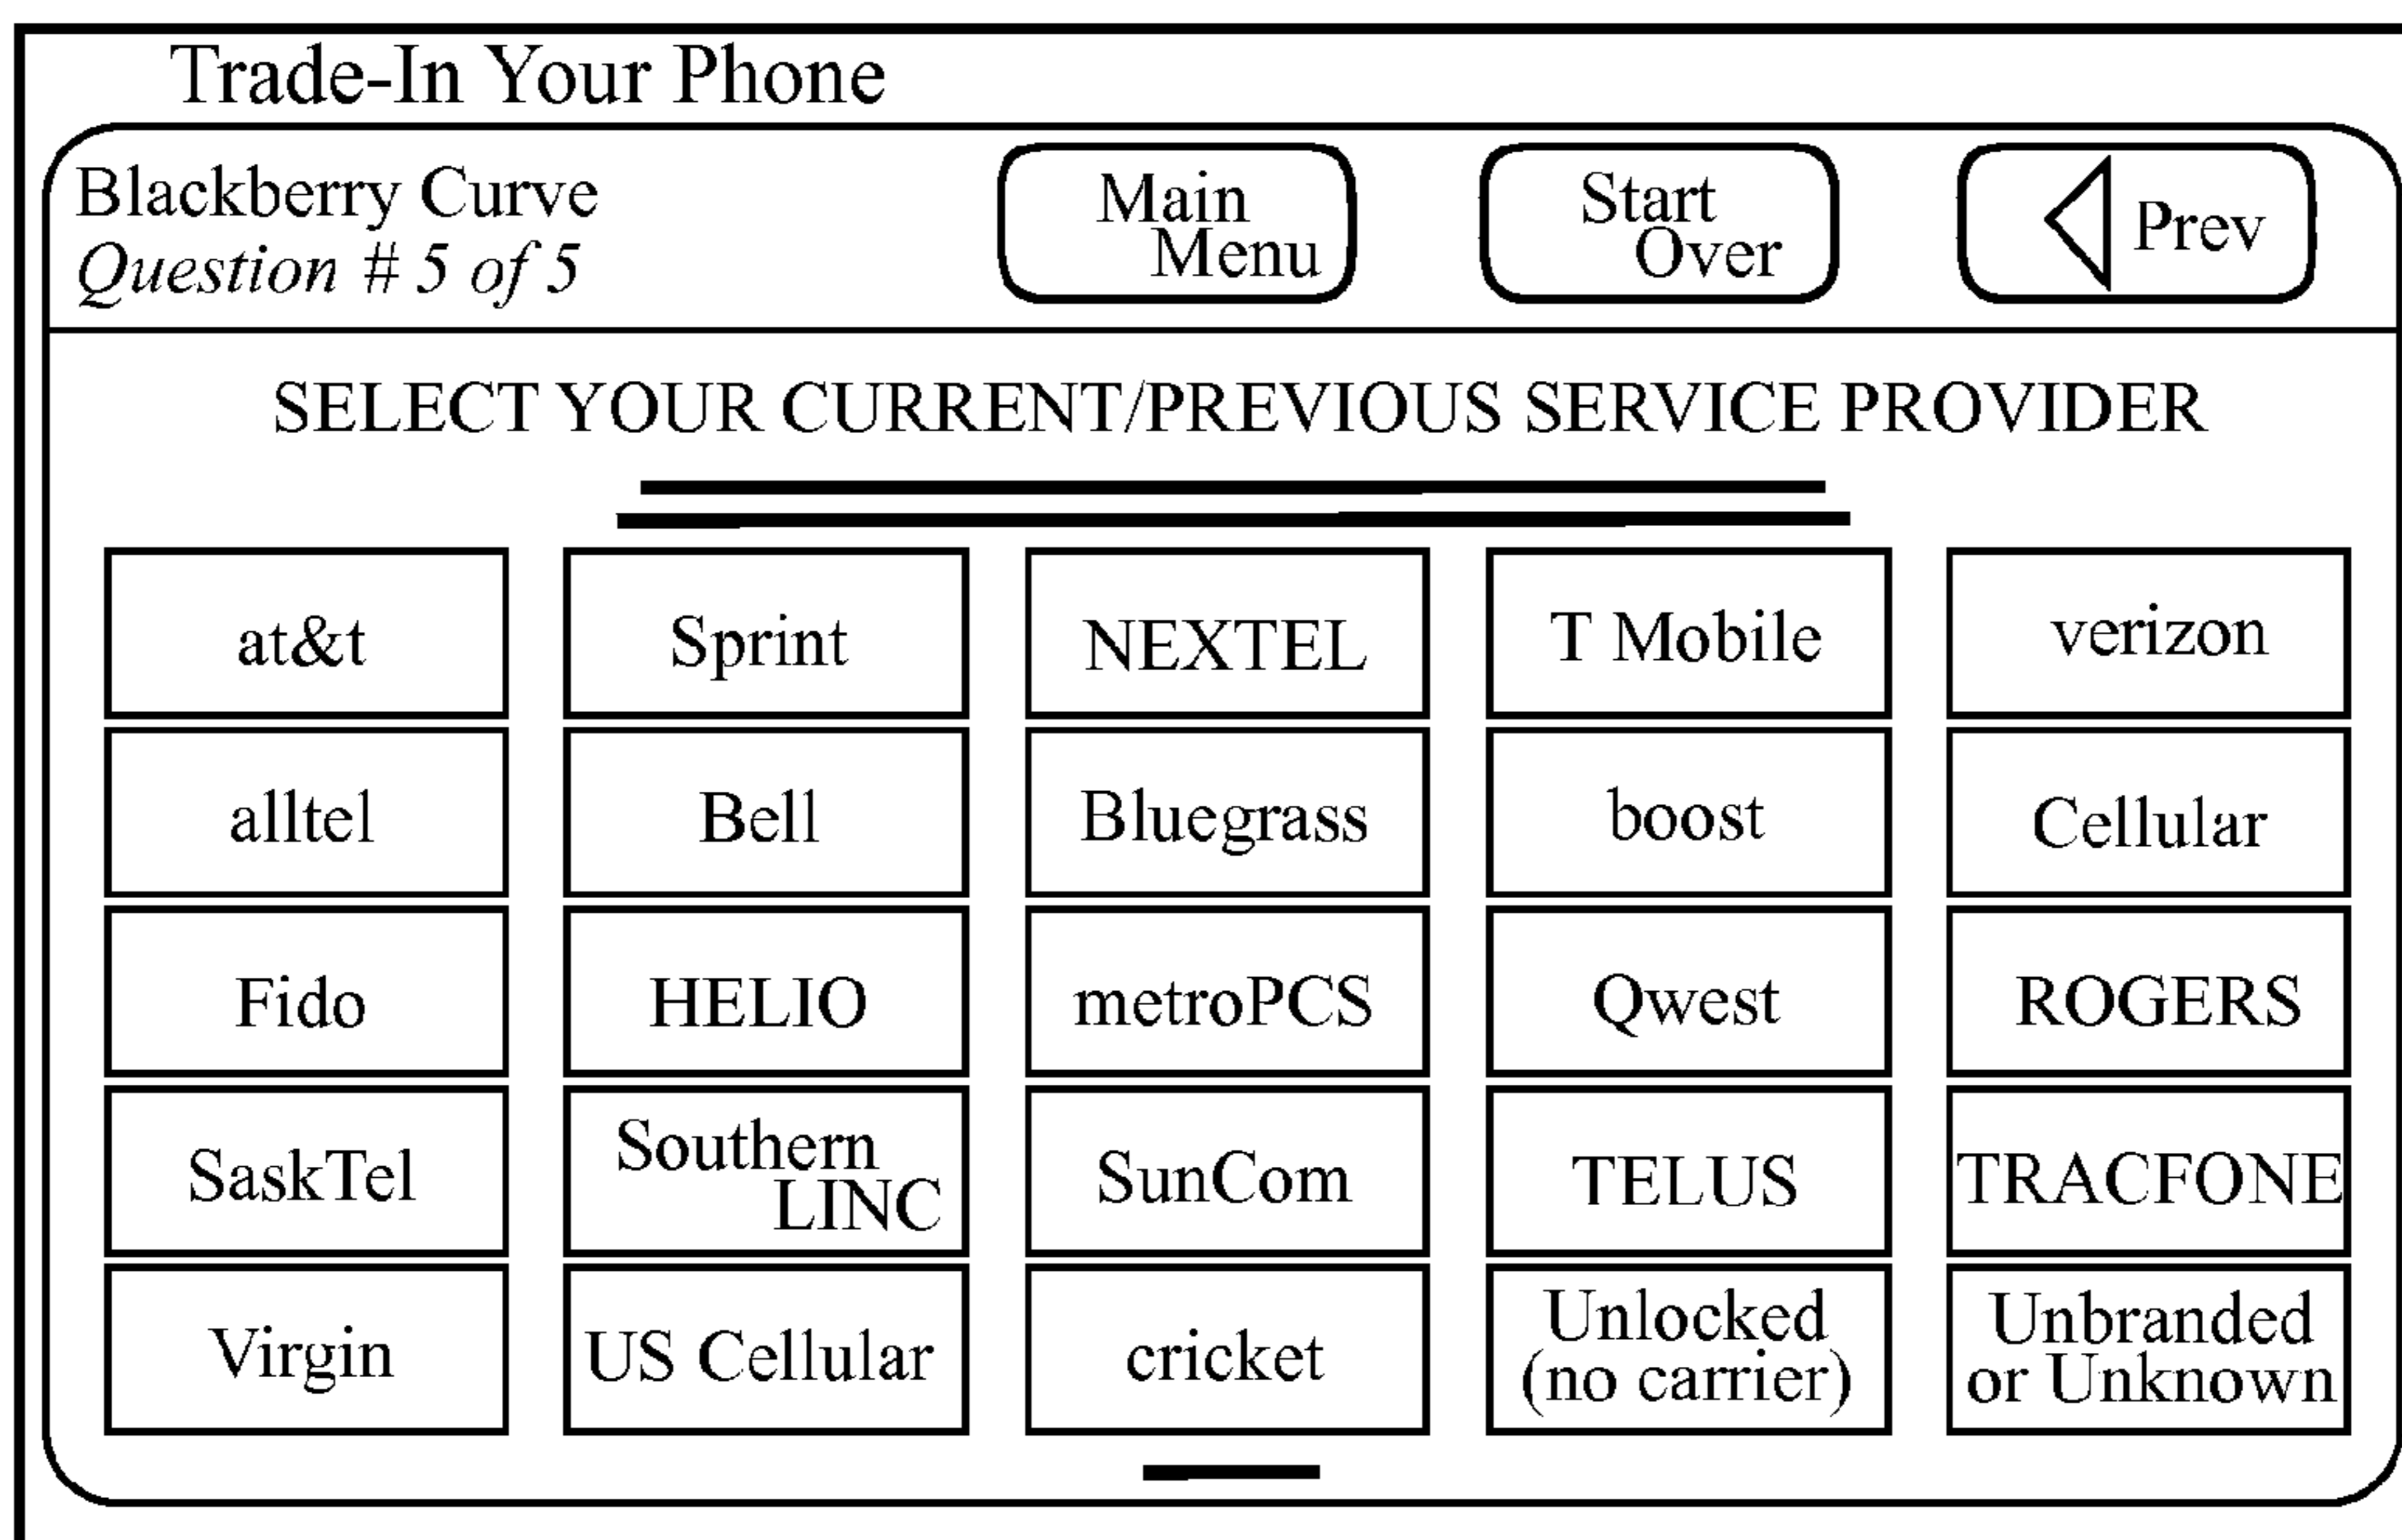 Trade-In Your Phone
Blackberry Curve
Question # 5 of 5
Main
Menu
Start
Over
Prev
SELECT YOUR CURRENT/PREVIOUS SERVICE PROVIDER
at&t
Sprint
NEXTEL
T Mobile
verizon
alltel
Bell
Bluegrass
boost
Cellular
Fido
HELIO
metroPCS
Qwest
ROGERS
SaskTel
Southern
LINC
SunCom
TELUS
TRACFONE
Virgin
US Cellular
cricket
Unlocked
(no carrier)
Unbranded
or Unknown